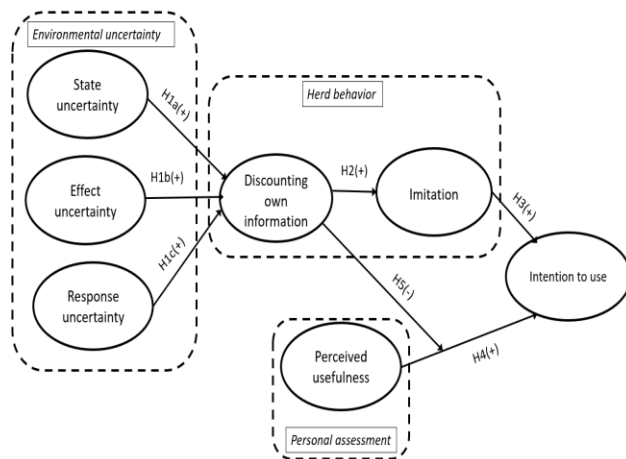 Environmental uncertainty
State
uncertainty
H1a(+)
Herd behavior
Effect
uncertainty
H1b(+)
Discounting
own
information
H2(+)
Imitation
H3(+)
H1c(+)
Response
uncertainty
Intention to use
H5(-)
Perceived
usefulness
H4(+)
Personal assessment